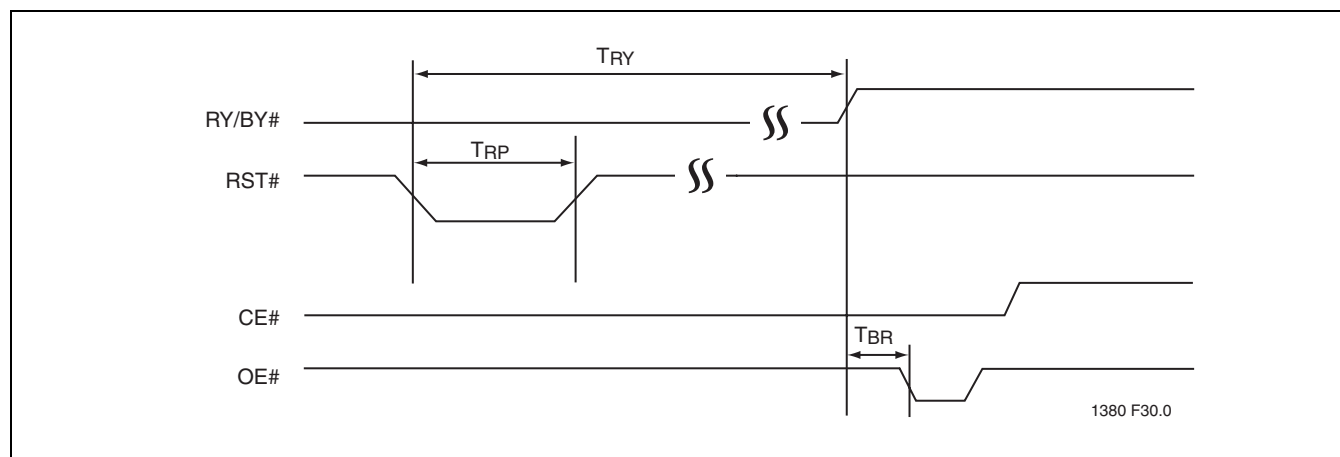 TRY
RY/BY#
TRP
RST#
CE#
TBR
OE#
1380 F30.0